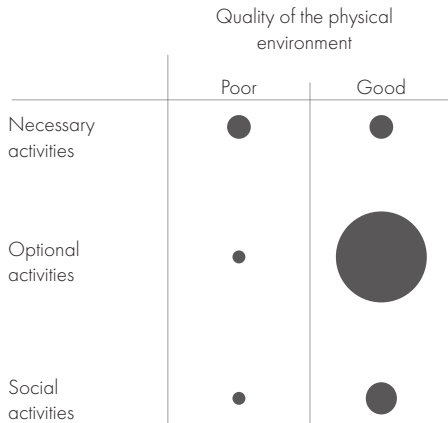 Quality of the physical
environment
Poor
Good
Necessary
activities
Optional
activities
Social
activities